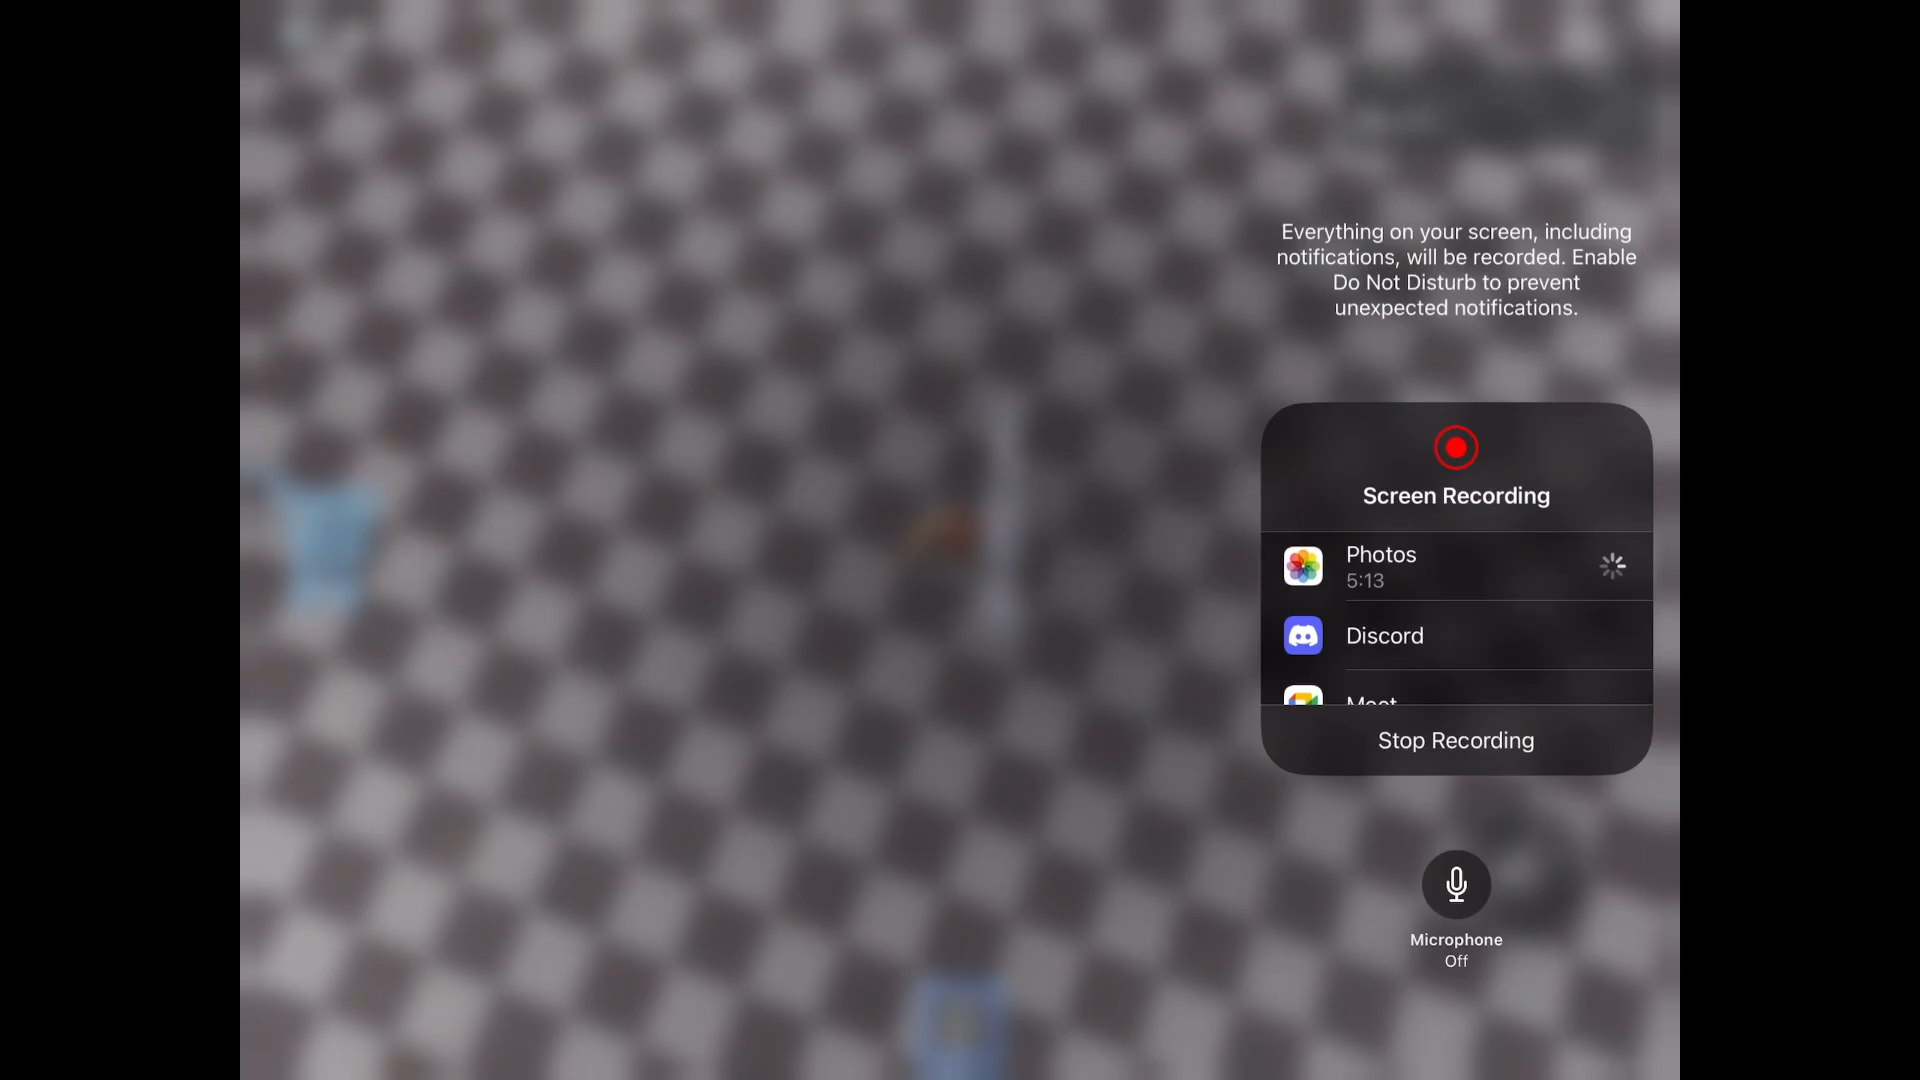 Everything on your screen, including
notifications, will be recorded. Enable
Do Not Disturb to prevent
unexpected notifications.
Screen Recording
Photos
5:13
Discord
Meet
Stop Recording
Microphone
Off